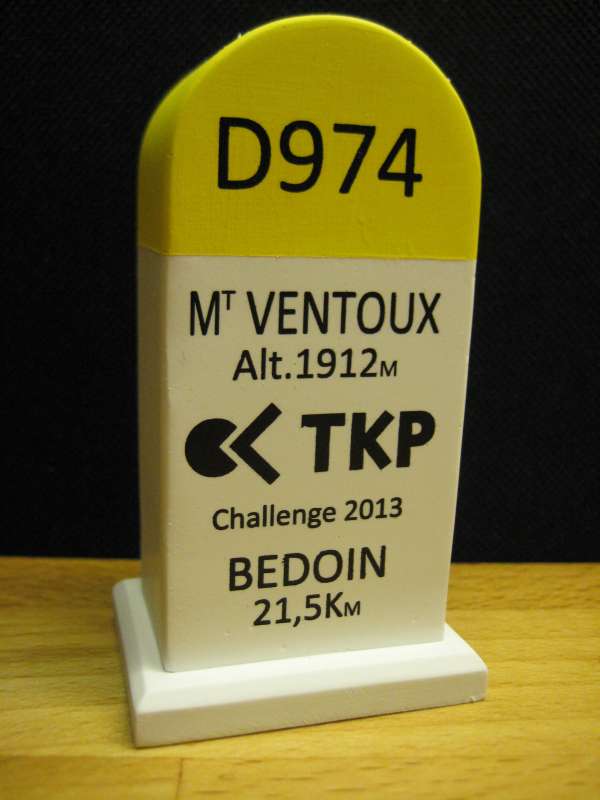 D974
MT VENTOUX
Alt.1912M
TKP
Challenge 2013
BEDOIN
21,5KM